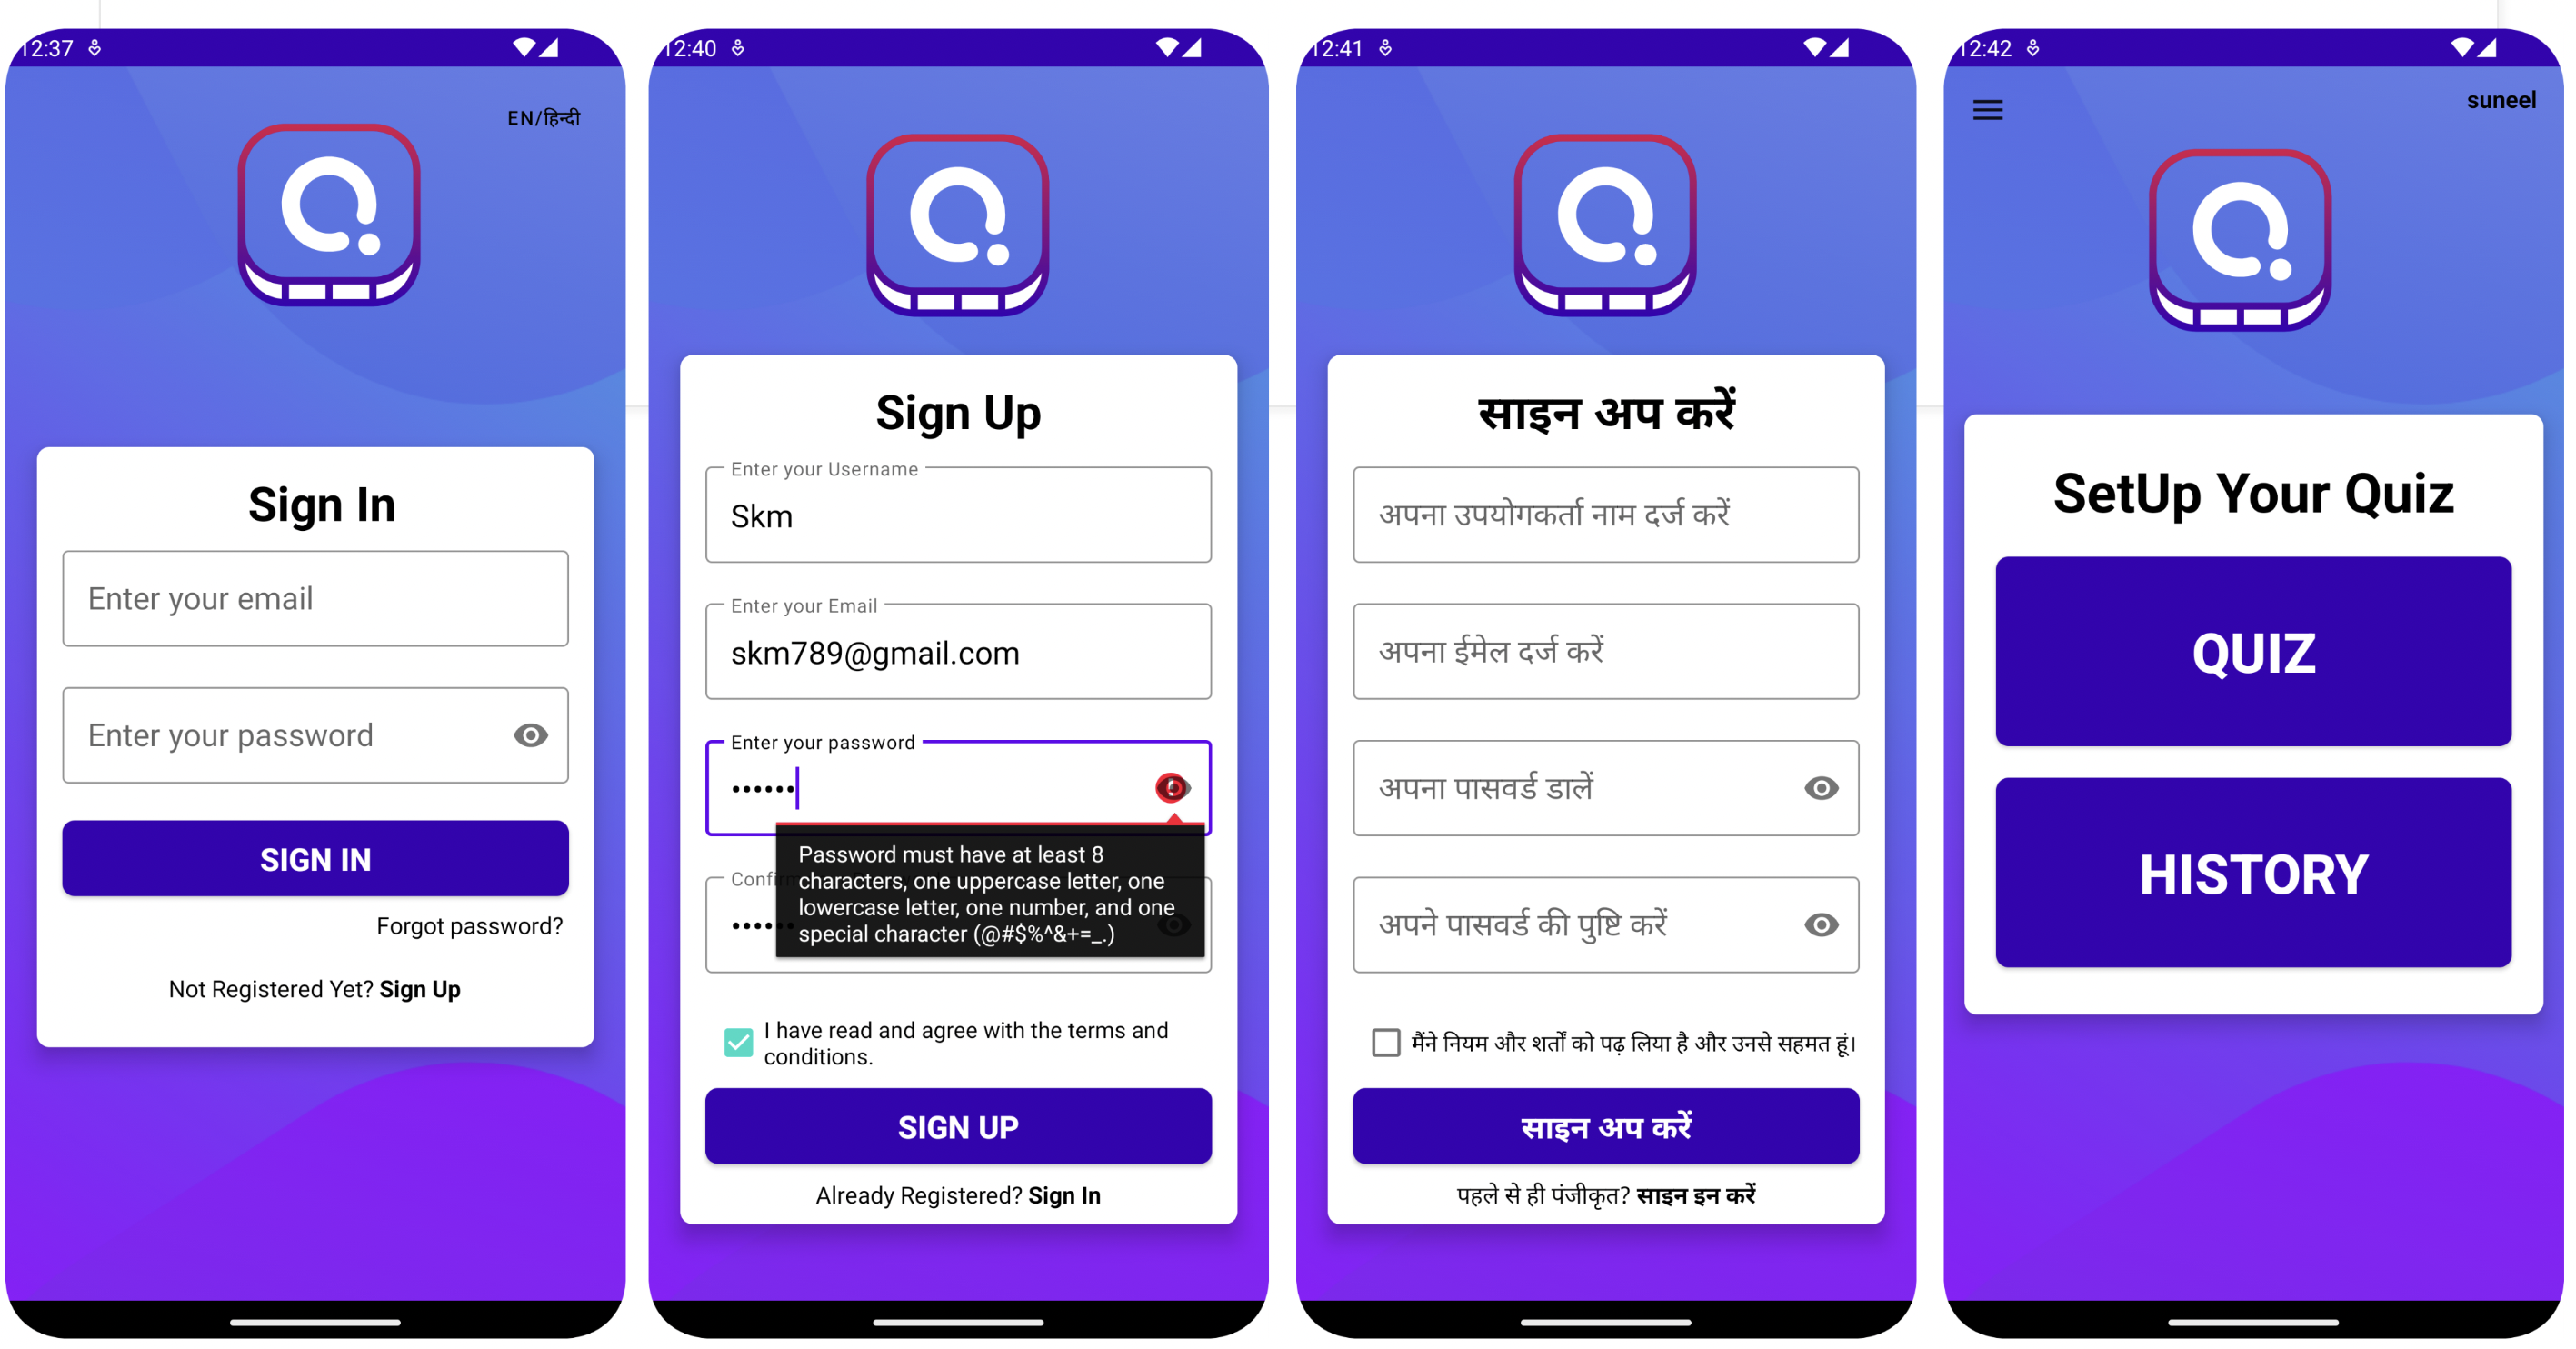 12:37
EN/हिन्दी
Sign In
Enter your email
Enter your password
SIGN IN
Forgot password?
Not Registered Yet? Sign Up
12:40
Sign Up
Enter your Username
Skm
Enter your Email
skm789@gmail.com
Enter your password
••••••
Password must have at least 8
characters, one uppercase letter, one
lowercase letter, one number, and one
special character (@#$%^&+=_.)
••••••
I have read and agree with the terms and
conditions.
SIGN UP
Already Registered? Sign In
12:41
साइन अप करें
अपना उपयोगकर्ता नाम दर्ज करें
अपना ईमेल दर्ज करें
अपना पासवर्ड डालें
अपने पासवर्ड की पुष्टि करें
मैंने नियम और शर्तों को पढ़ लिया है और उनसे सहमत हूं।
साइन अप करें
पहले से ही पंजीकृत? साइन इन करें
12:42
suneel
SetUp Your Quiz
QUIZ
HISTORY